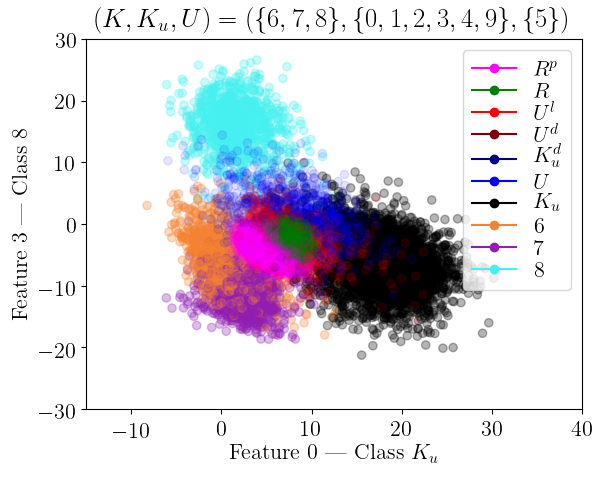 (K, K_u, U) = ({6, 7, 8}, {0, 1, 2, 3, 4, 9}, {5})
Feature 3 — Class 8
30
20
10
0
−10
−20
−30
R^p
R
U^l
U^d
K_u^d
U
K_u
6
7
8
−10 0 10 20 30 40
Feature 0 — Class K_u